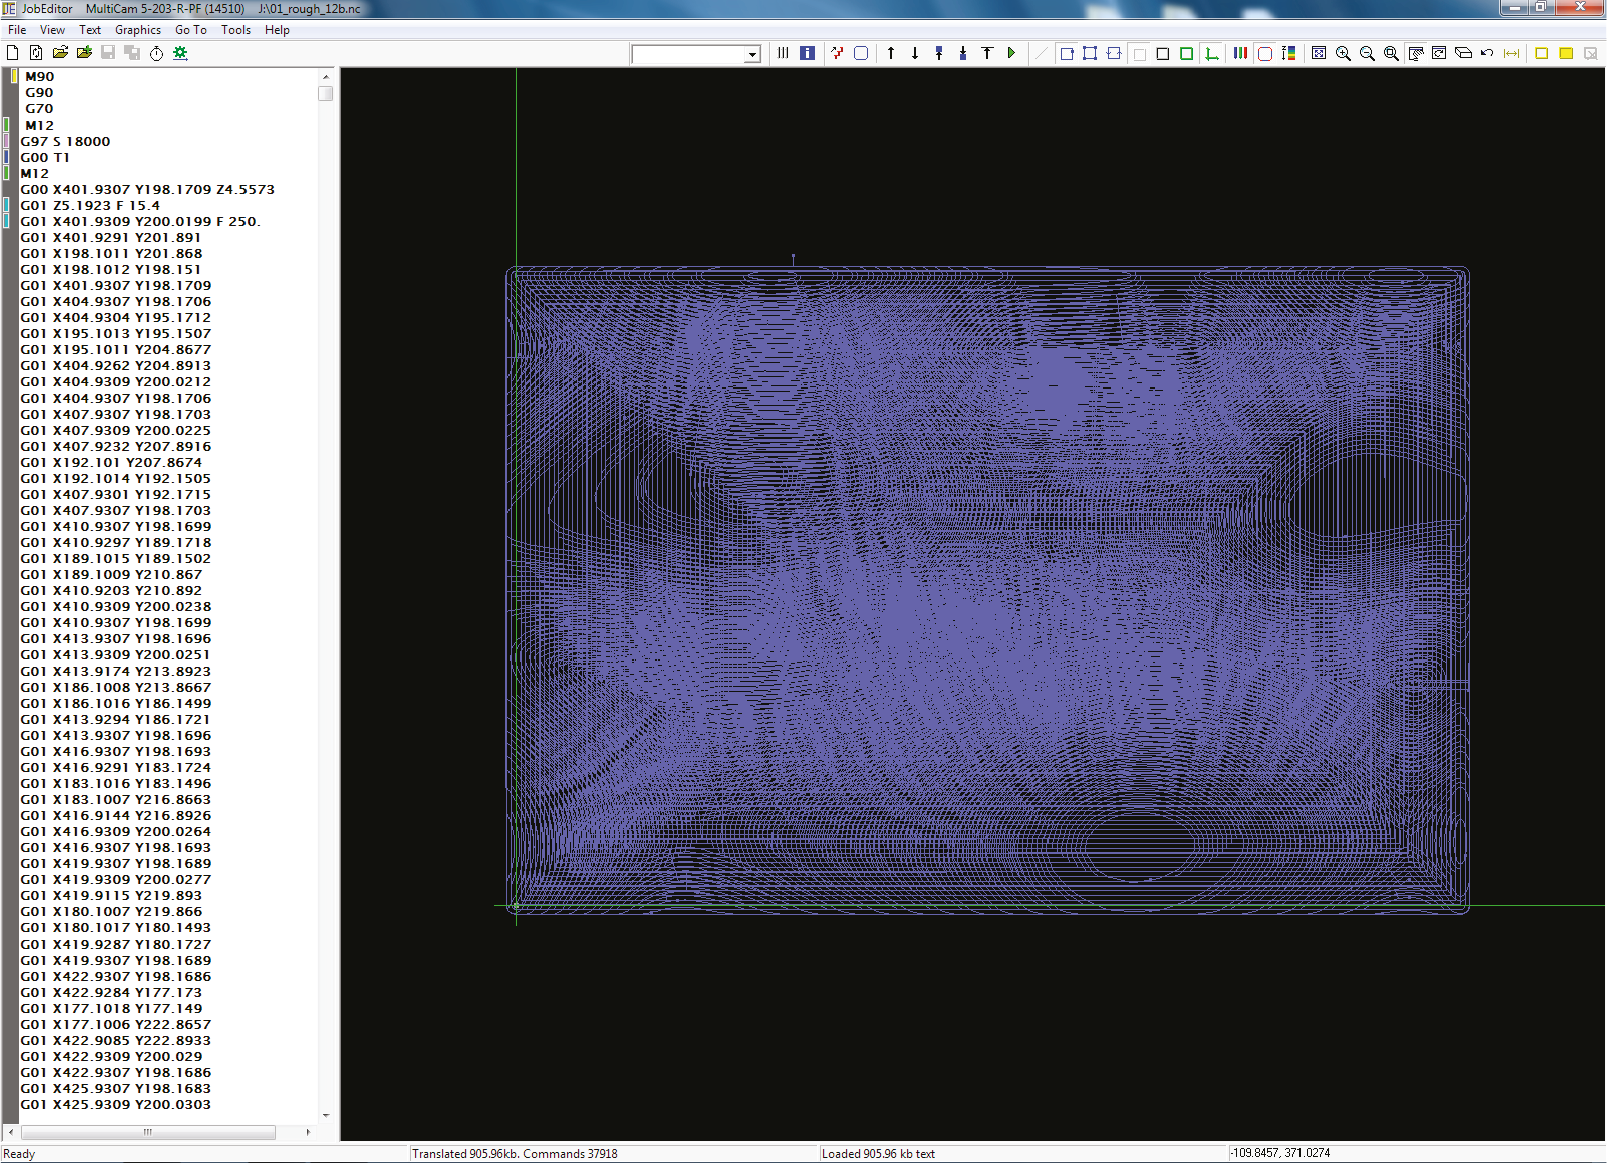 JobEditor MultiCam 5-203-R-PF (14510) J:\01_rough_12b.nc
File View Text Graphics Go To Tools Help
M90
G90
G70
M12
G97 S 18000
G00 T1
M12
G00 X401.9307 Y198.1709 Z4.5573
G01 Z5.1923 F 15.4
G01 X401.9309 Y200.0199 F 250.
G01 X401.9291 Y201.891
G01 X198.1011 Y201.868
G01 X198.1012 Y198.151
G01 X401.9307 Y198.1709
G01 X404.9307 Y198.1706
G01 X404.9304 Y195.1712
G01 X195.1013 Y195.1507
G01 X195.1011 Y204.8677
G01 X404.9262 Y204.8913
G01 X404.9309 Y200.0212
G01 X404.9307 Y198.1706
G01 X407.9307 Y198.1703
G01 X407.9309 Y200.0225
G01 X407.9232 Y207.8916
G01 X192.101 Y207.8674
G01 X192.1014 Y192.1505
G01 X407.9301 Y192.1715
G01 X407.9307 Y198.1703
G01 X410.9307 Y198.1699
G01 X410.9297 Y189.1718
G01 X189.1015 Y189.1502
G01 X189.1009 Y210.867
G01 X410.9203 Y210.892
G01 X410.9309 Y200.0238
G01 X410.9307 Y198.1699
G01 X413.9307 Y198.1696
G01 X413.9309 Y200.0251
G01 X413.9174 Y213.8923
G01 X186.1008 Y213.8667
G01 X186.1016 Y186.1499
G01 X413.9294 Y186.1721
G01 X413.9307 Y198.1696
G01 X416.9307 Y198.1693
G01 X416.9291 Y183.1724
G01 X183.1016 Y183.1496
G01 X183.1007 Y216.8663
G01 X416.9144 Y216.8926
G01 X416.9309 Y200.0264
G01 X416.9307 Y198.1693
G01 X419.9307 Y198.1689
G01 X419.9309 Y200.0277
G01 X419.9115 Y219.893
G01 X180.1007 Y219.866
G01 X180.1017 Y180.1493
G01 X419.9287 Y180.1727
G01 X419.9307 Y198.1689
G01 X422.9307 Y198.1686
G01 X422.9284 Y177.173
G01 X177.1018 Y177.149
G01 X177.1006 Y222.8657
G01 X422.9085 Y222.8933
G01 X422.9309 Y200.029
G01 X422.9307 Y198.1686
G01 X425.9307 Y198.1683
G01 X425.9309 Y200.0303
Ready Translated 905.96kb. Commands 37918 Loaded 905.96 kb text -109.8457, 371.0274